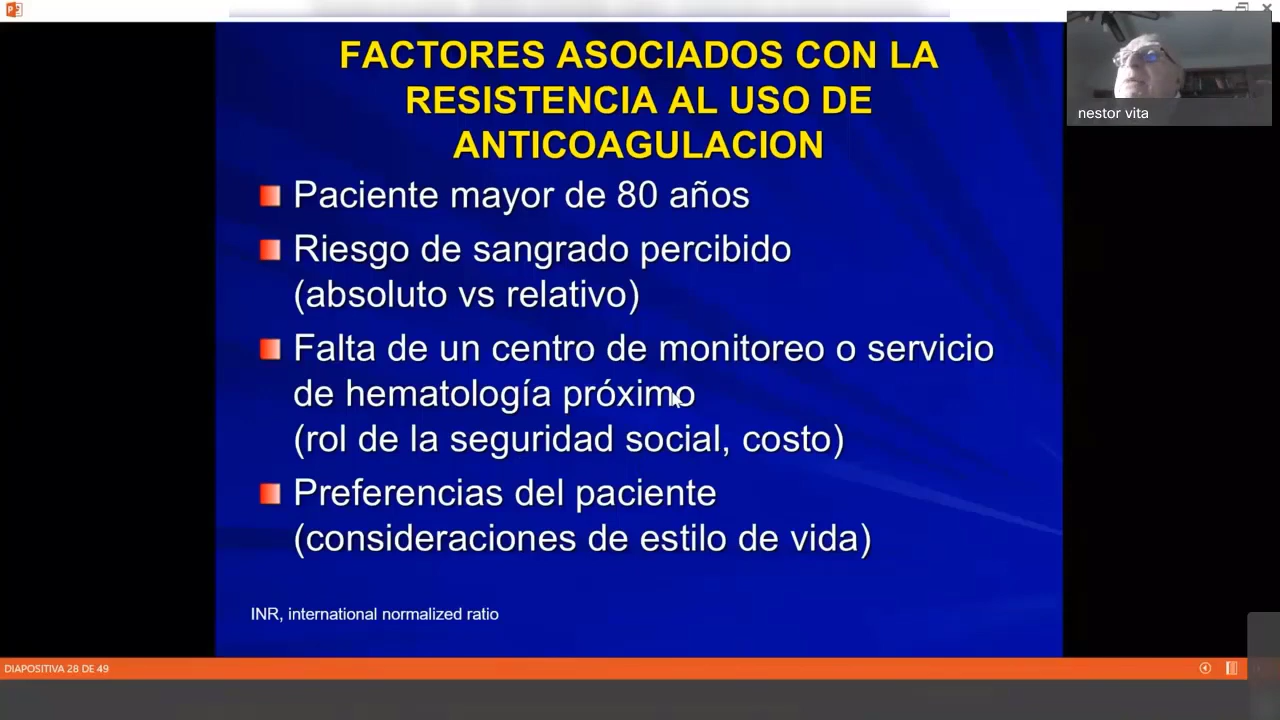 FACTORES ASOCIADOS CON LA
RESISTENCIA AL USO DE
ANTICOAGULACION
Paciente mayor de 80 años
Riesgo de sangrado percibido
(absoluto vs relativo)
Falta de un centro de monitoreo o servicio
de hematología próximo
(rol de la seguridad social, costo)
Preferencias del paciente
(consideraciones de estilo de vida)
INR, international normalized ratio
nestor vita
DIAPOSITIVA 28 DE 49